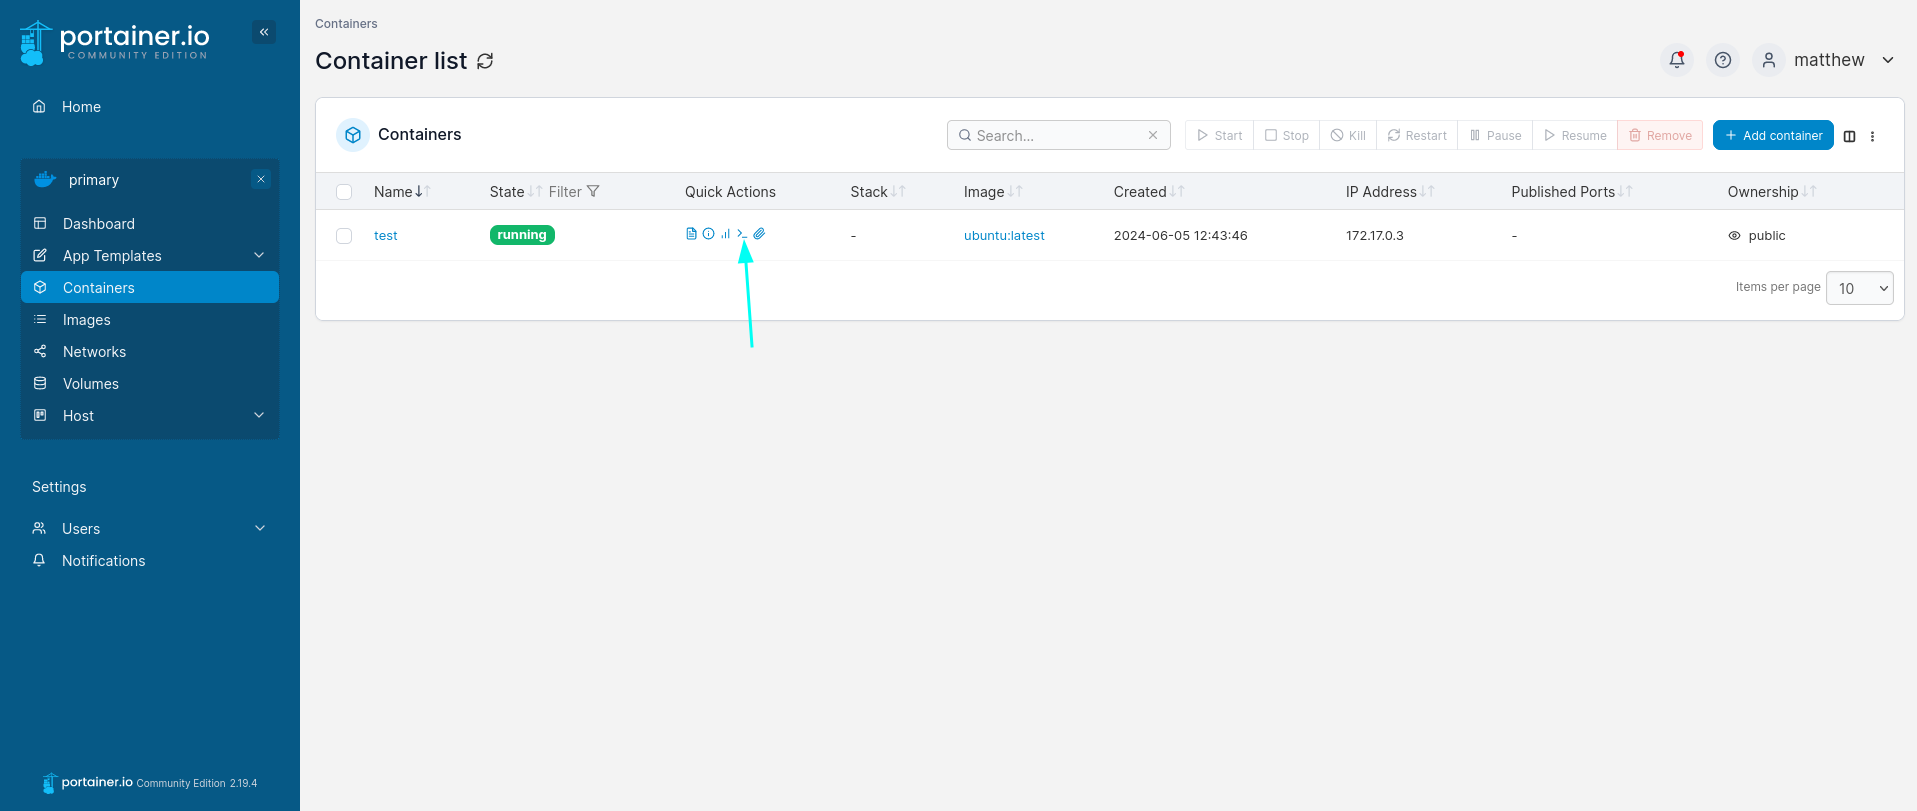 portainer.io
COMMUNITY EDITION
Home
primary
Dashboard
App Templates
Containers
Images
Networks
Volumes
Host
Settings
Users
Notifications
portainer.io Community Edition 2.19.4
Containers
Container list
matthew
Containers
Search...
Start Stop Kill Restart Pause Resume Remove Add container
Name State Filter Quick Actions Stack Image Created IP Address Published Ports Ownership
test running - ubuntu:latest 2024-06-05 12:43:46 172.17.0.3 - public
Items per page 10